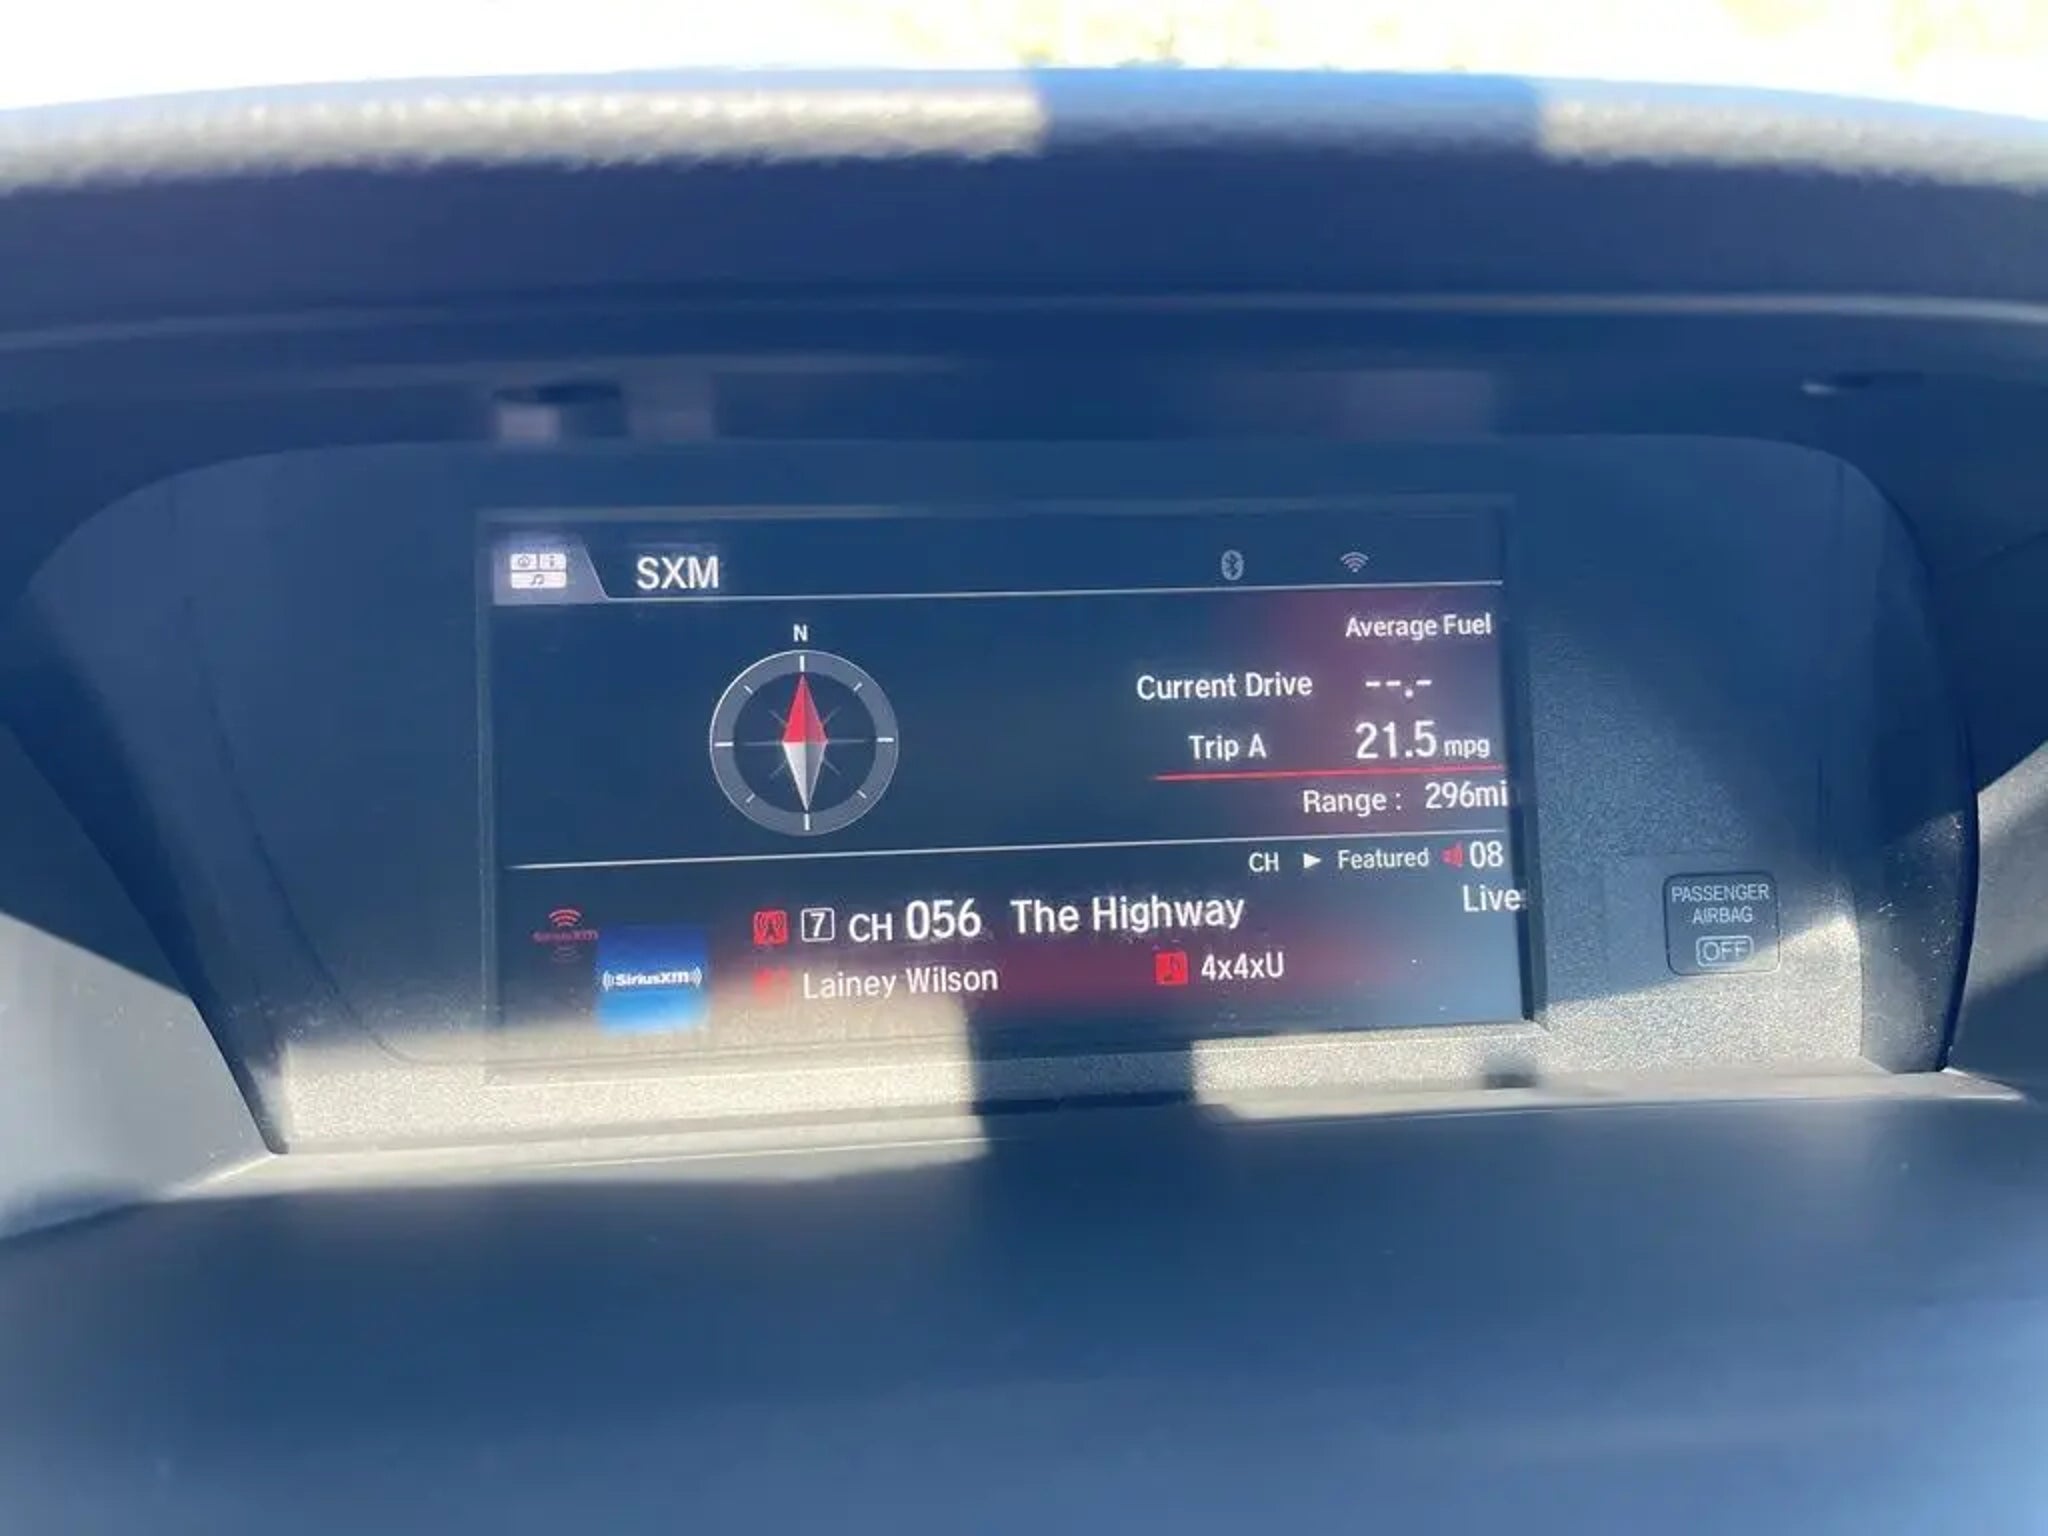 SXM
N
Average Fuel
Current Drive --.-
Trip A 21.5 mpg
Range : 296mi
CH ► Featured 08
Live
7 CH 056 The Highway
SiriusXM
((SiriusXM))
Lainey Wilson 4x4xU
PASSENGER
AIRBAG
OFF